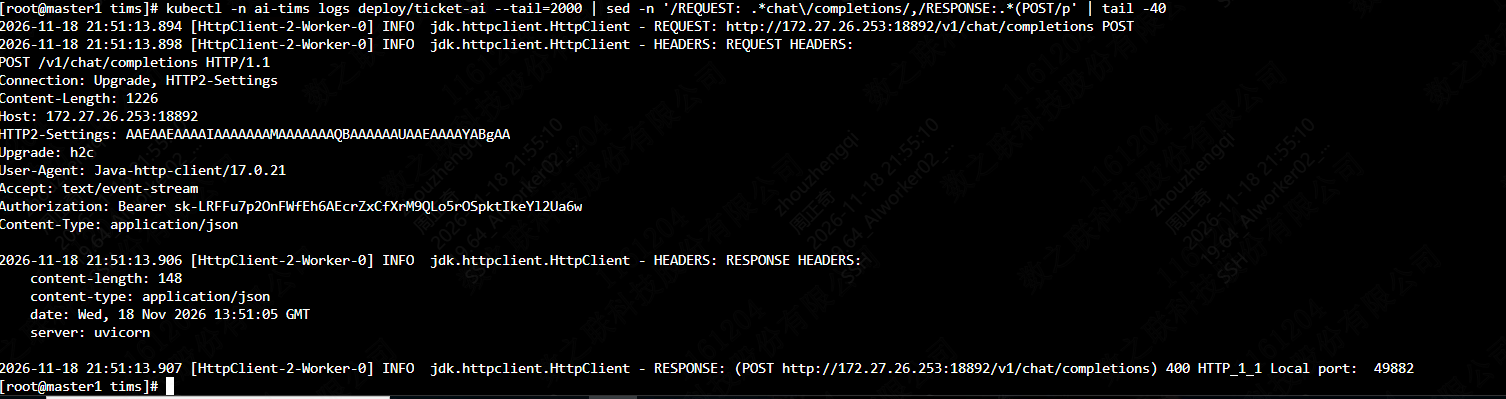 [root@master1 tims]# kubectl -n ai-tims logs deploy/ticket-ai --tail=2000 | sed -n '/REQUEST: .*chat\/completions/,/RESPONSE:.*(POST/p' | tail -40
2026-11-18 21:51:13.894 [HttpClient-2-Worker-0] INFO  jdk.httpclient.HttpClient - REQUEST: http://172.27.26.253:18892/v1/chat/completions POST
2026-11-18 21:51:13.898 [HttpClient-2-Worker-0] INFO  jdk.httpclient.HttpClient - HEADERS: REQUEST HEADERS:
POST /v1/chat/completions HTTP/1.1
Connection: Upgrade, HTTP2-Settings
Content-Length: 1226
Host: 172.27.26.253:18892
HTTP2-Settings: AAEAAEAAAAIAAAAAAAMAAAAAAAQBAAAAAAUAAEAAAAYABgAA
Upgrade: h2c
User-Agent: Java-http-client/17.0.21
Accept: text/event-stream
Authorization: Bearer sk-LRFFu7p2OnFWfEh6AEcrZxCfXrM9QLo5rOSpktIkeYl2Ua6w
Content-Type: application/json
2026-11-18 21:51:13.906 [HttpClient-2-Worker-0] INFO  jdk.httpclient.HttpClient - HEADERS: RESPONSE HEADERS:
    content-length: 148
    content-type: application/json
    date: Wed, 18 Nov 2026 13:51:05 GMT
    server: uvicorn
2026-11-18 21:51:13.907 [HttpClient-2-Worker-0] INFO  jdk.httpclient.HttpClient - RESPONSE: (POST http://172.27.26.253:18892/v1/chat/completions) 400 HTTP_1_1 Local port:  49882
[root@master1 tims]#